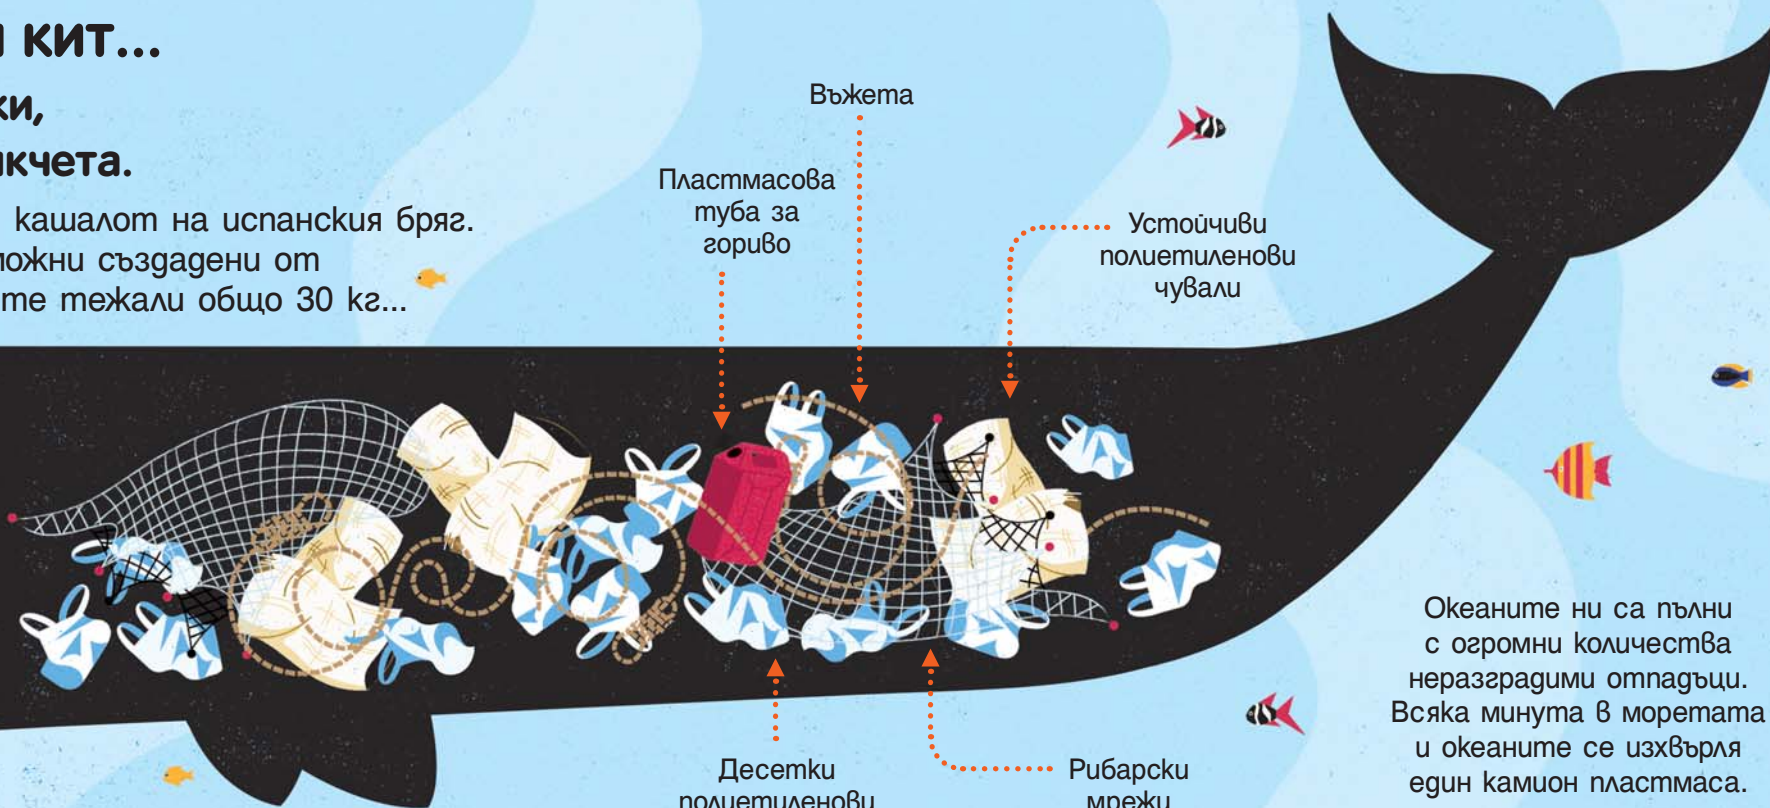 КИТ...
ки,
кчета.
кашалот на испанския бряг.
можни създадени от
те тежали общо 30 кг...
Въжета
Пластмасова
туба за
гориво
Устойчиви
полиетиленови
чували
Десетки
полиетиленови
Рибарски
мрежи
Океаните ни са пълни
с огромни количества
неразградими отпадъци.
Всяка минута в моретата
и океаните се изхвърля
един камион пластмаса.